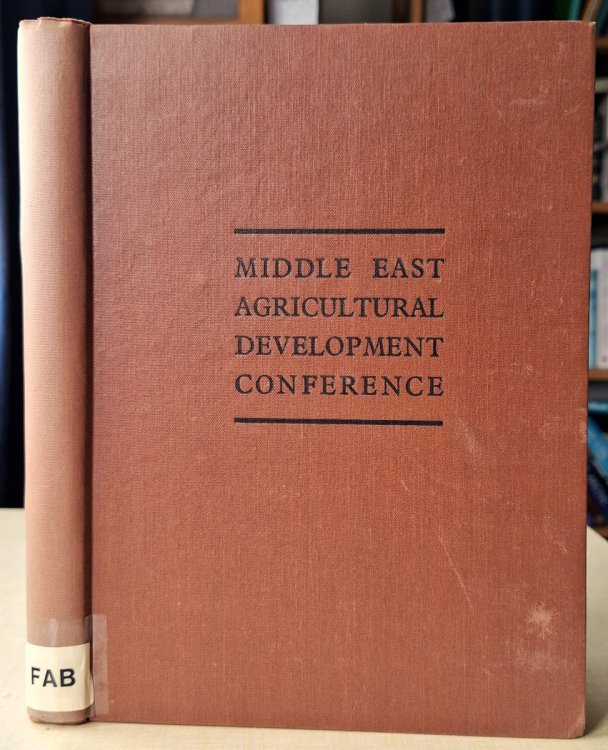 MIDDLE EAST
AGRICULTURAL
DEVELOPMENT
CONFERENCE
FAB